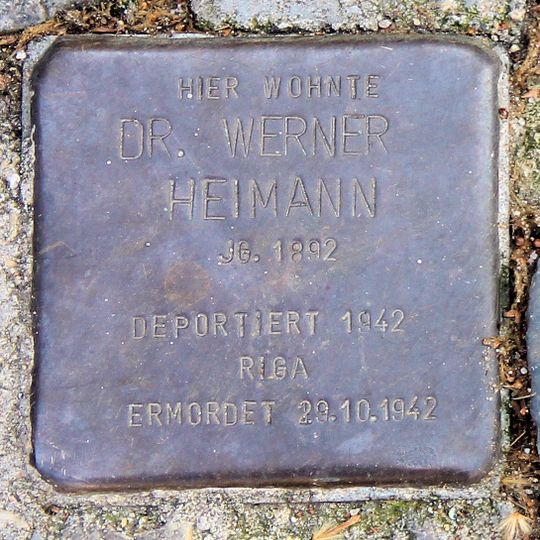 HIER WOHNTE
DR. WERNER
HEIMANN
JG. 1892
DEPORTIERT 1942
RIGA
ERMORDET 29.10.1942